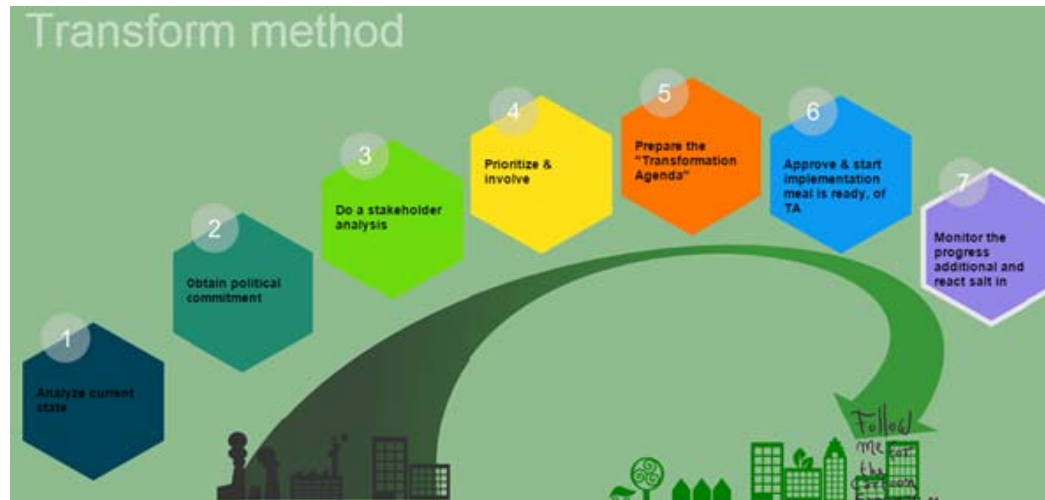 Transform method
1
Analyze current
state
2
Obtain political
commitment
3
Do a stakeholder
analysis
4
Prioritize &
involve
5
Prepare the
"Transformation
Agenda"
6
Approve & start
implementation
meal is ready, of
TA
7
Monitor the
progress
additional and
react salt in
Follow
me for
the